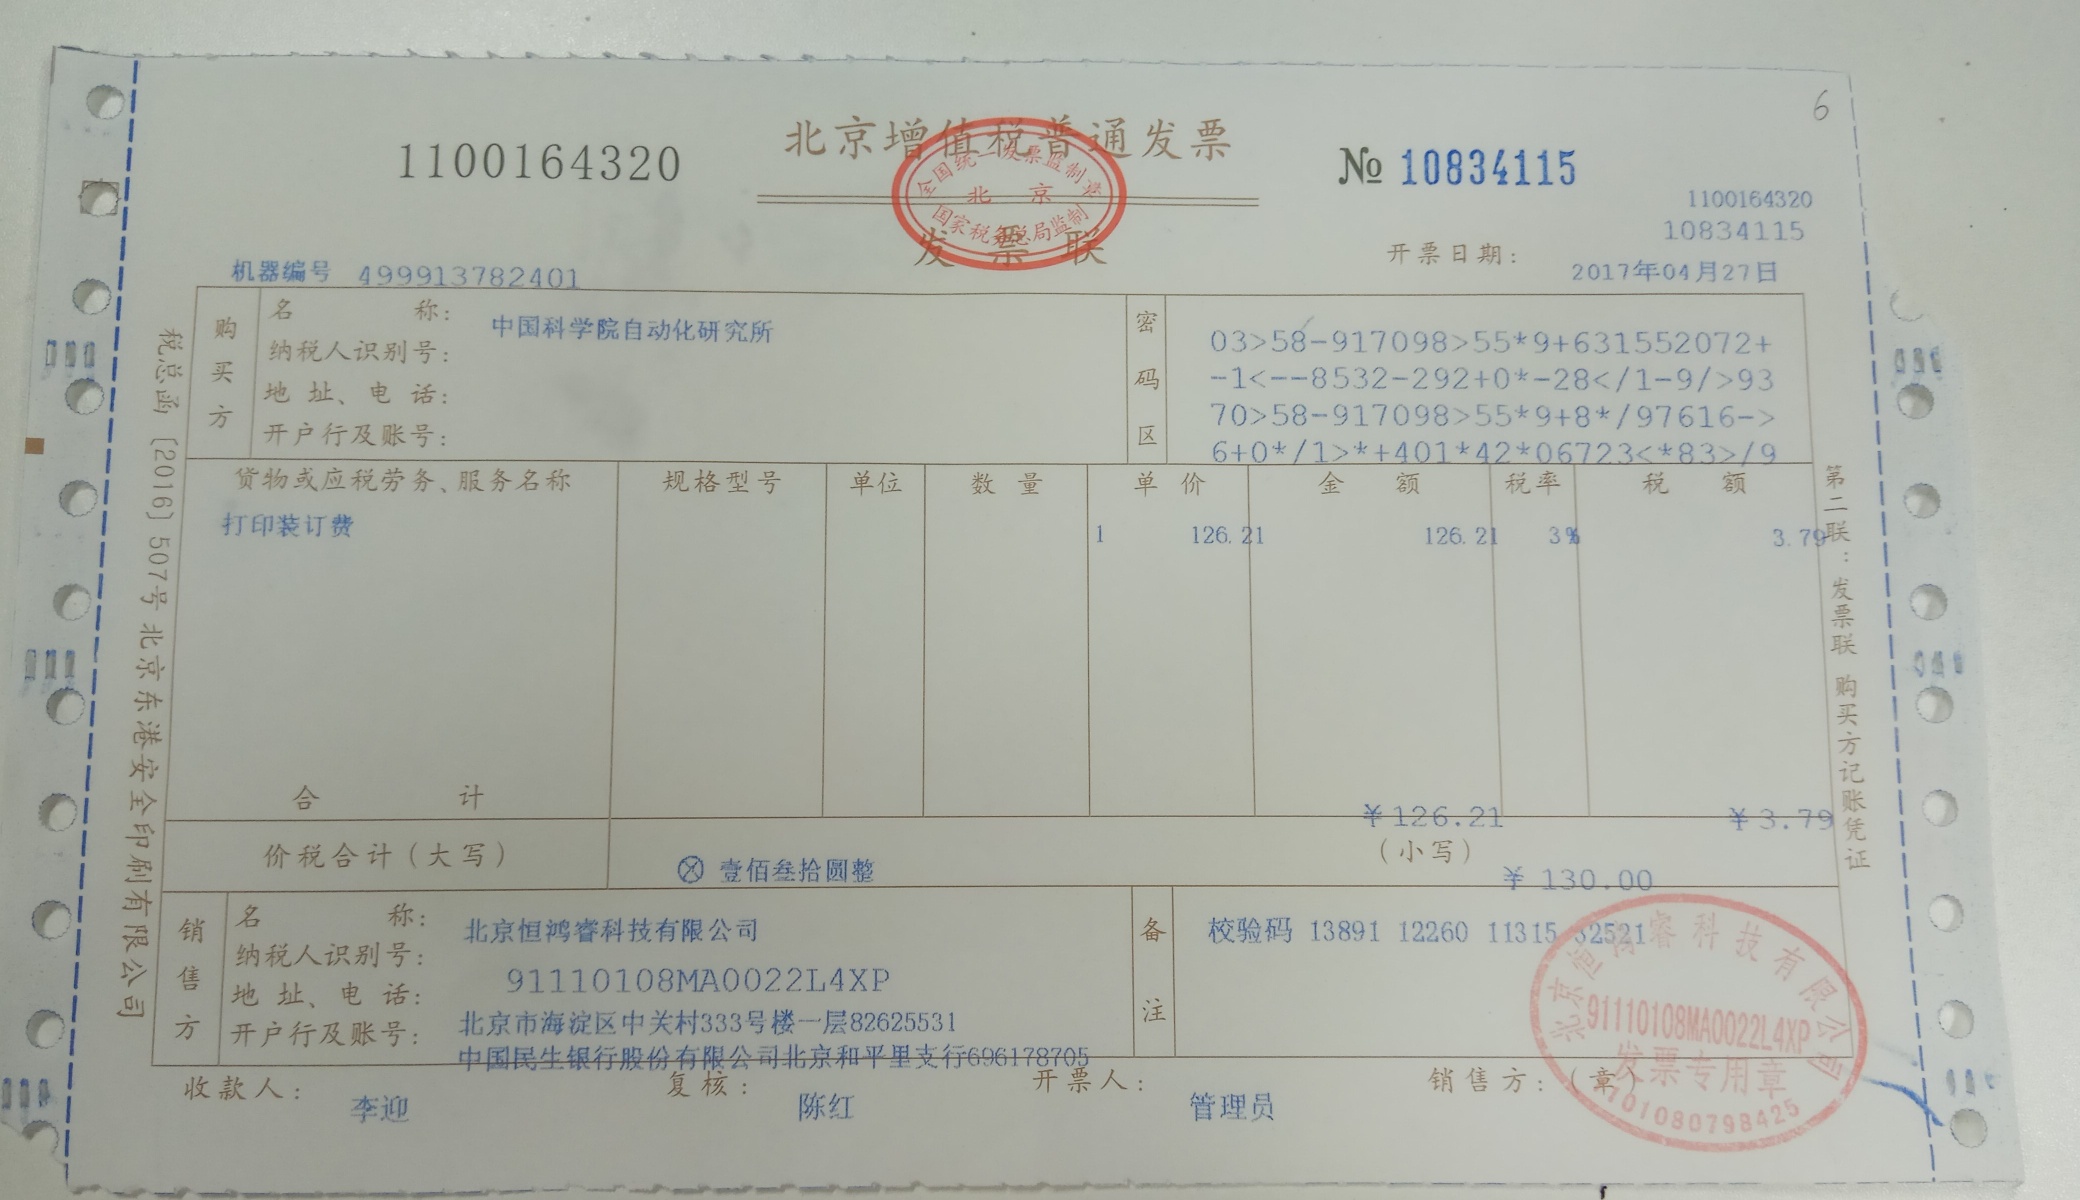 6
北京增值税普通发票
1100164320
№ 10834115
全国统一发票监制章
北 京
国家税务总局监制
发票联
1100164320
10834115
机器编号 499913782401
开票日期: 2017年04月27日
购买方
名 称: 中国科学院自动化研究所
纳税人识别号:
地 址、电 话:
开户行及账号:
密码区
03>58-917098>55*9+631552072+
-1<--8532-292+0*-28</1-9/>93
70>58-917098>55*9+8*/97616->
6+0*/1>*+401*42*06723<*83>/9
货物或应税劳务、服务名称 规格型号 单位 数 量 单 价 金 额 税率 税 额
打印装订费 1 126.21 126.21 3% 3.79
合 计 ¥126.21 ¥3.79
价税合计(大写) ⊗ 壹佰叁拾圆整 (小写) ¥ 130.00
销售方
名 称: 北京恒鸿睿科技有限公司
纳税人识别号: 91110108MA0022L4XP
地 址、电 话: 北京市海淀区中关村333号楼一层82625531
开户行及账号: 中国民生银行股份有限公司北京和平里支行696178705
备注
校验码 13891 12260 11315 32521
收款人: 李迎 复核: 陈红 开票人: 管理员 销售方:(章)
北京恒鸿睿科技有限公司
91110108MA0022L4XP
发票专用章
税总函〔2016〕507号北京东港安全印刷有限公司
第二联:发票联 购买方记账凭证